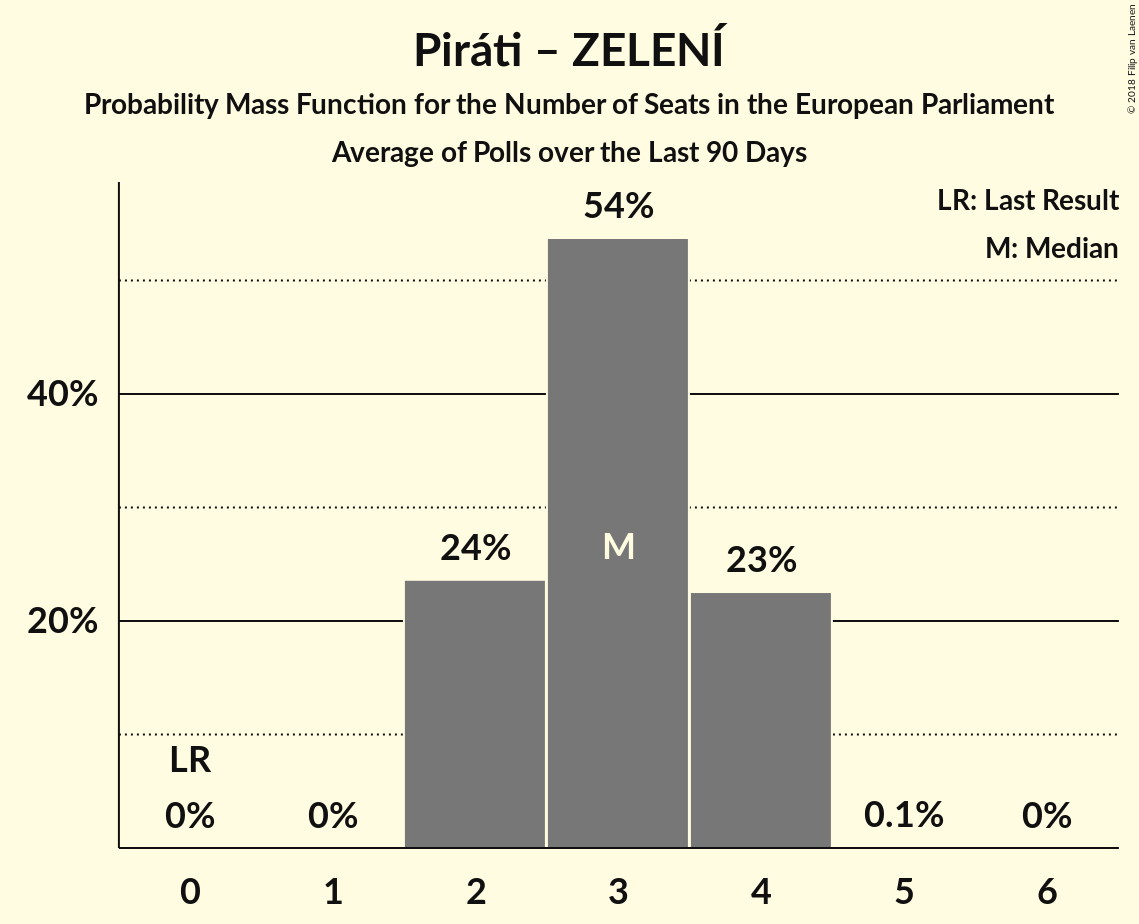 Piráti – ZELENÍ
Probability Mass Function for the Number of Seats in the European Parliament
Average of Polls over the Last 90 Days
© 2018 Filip van Laenen
LR: Last Result
M: Median
54%
40%
24%
M
23%
20%
LR
0%
0%
0.1%
0%
0
1
2
3
4
5
6